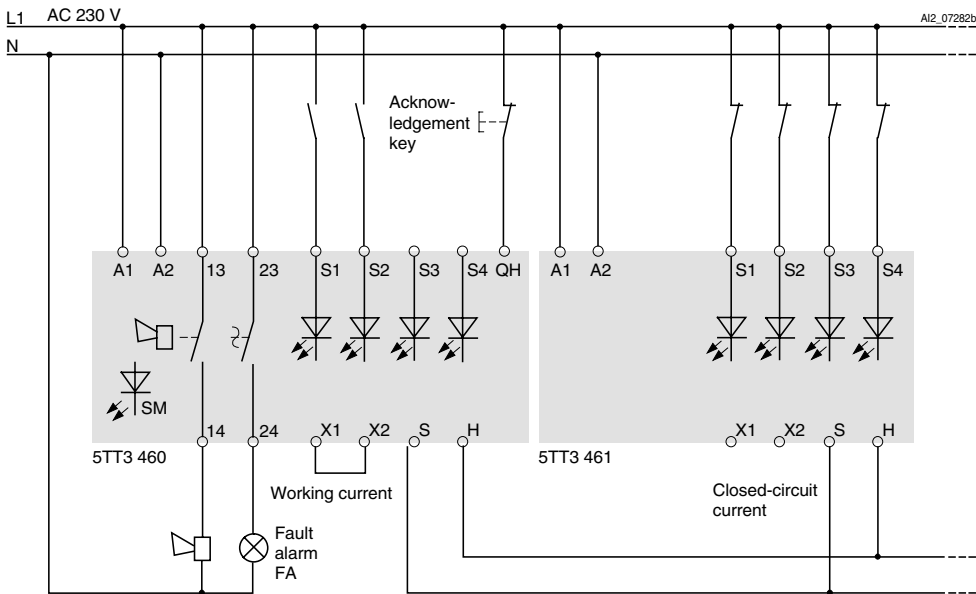 L1 AC 230 V
AI2_07282b
N
Acknow-
ledgement
key
A1 A2 13 23 S1 S2 S3 S4 QH
A1 A2 S1 S2 S3 S4
SM
14 24 X1 X2 S H
X1 X2 S H
5TT3 460
5TT3 461
Working current
Closed-circuit
current
Fault
alarm
FA